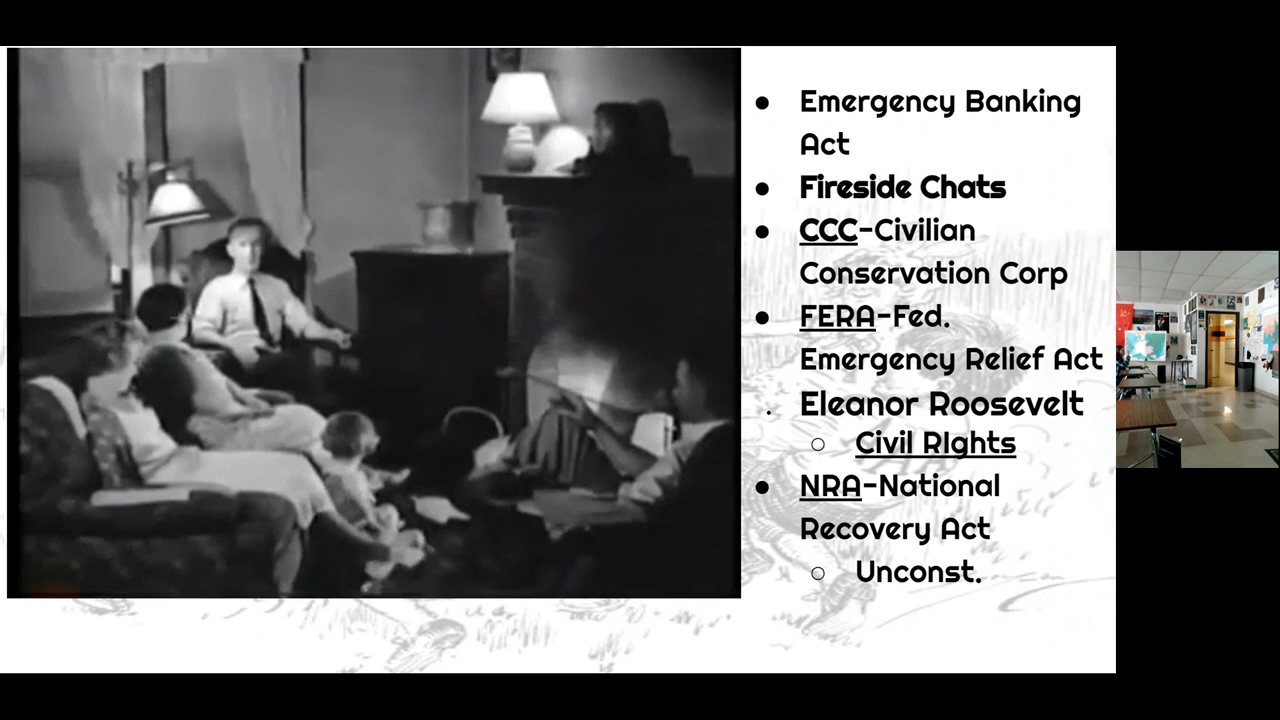 Emergency Banking
Act
Fireside Chats
CCC-Civilian
Conservation Corp
FERA-Fed.
Emergency Relief Act
Eleanor Roosevelt
Civil RIghts
NRA-National
Recovery Act
Unconst.